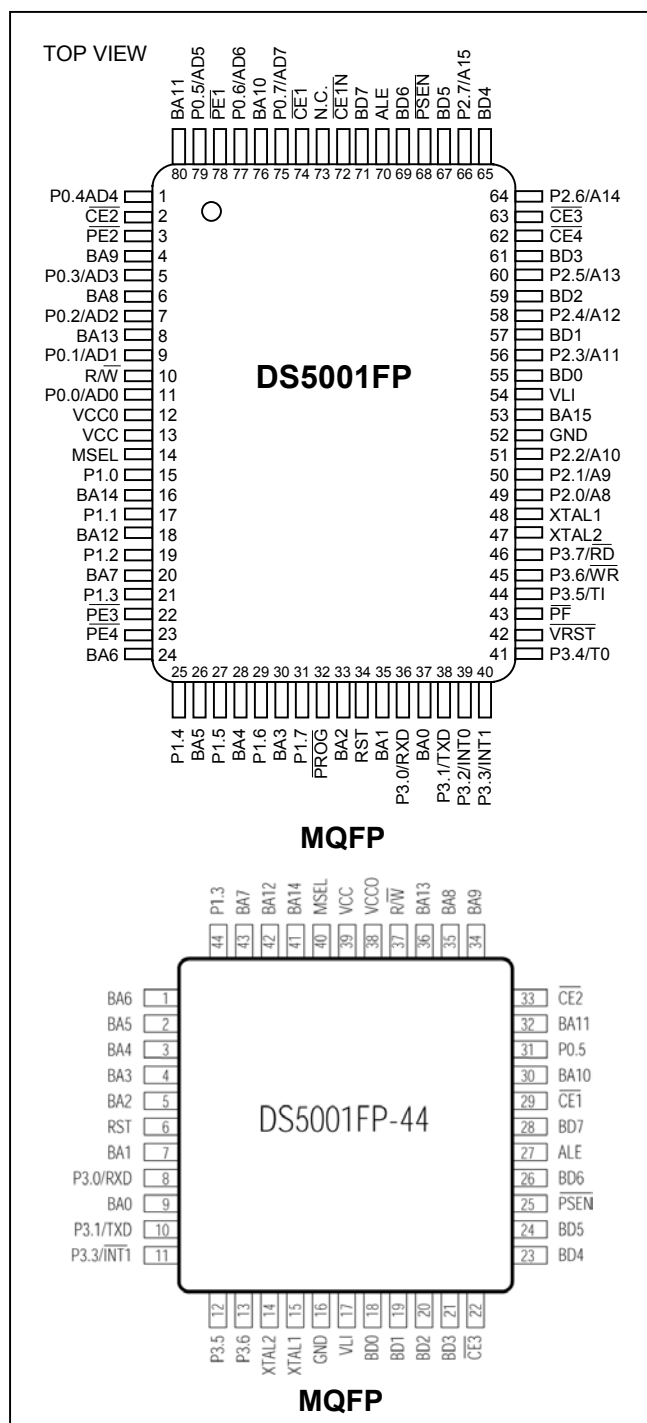 TOP VIEW
BA11
P0.5/AD5
PE1
P0.6/AD6
BA10
P0.7/AD7
CE1
N.C.
CE1N
BD7
ALE
BD6
PSEN
BD5
P2.7/A15
BD4
80 79 78 77 76 75 74 73 72 71 70 69 68 67 66 65
P0.4AD4 1 64 P2.6/A14
CE2 2 63 CE3
PE2 3 62 CE4
BA9 4 61 BD3
P0.3/AD3 5 60 P2.5/A13
BA8 6 59 BD2
P0.2/AD2 7 58 P2.4/A12
BA13 8 57 BD1
P0.1/AD1 9 56 P2.3/A11
R/W 10 55 BD0
P0.0/AD0 11 54 VLI
VCC0 12 53 BA15
VCC 13 52 GND
MSEL 14 51 P2.2/A10
P1.0 15 50 P2.1/A9
BA14 16 49 P2.0/A8
P1.1 17 48 XTAL1
BA12 18 47 XTAL2
P1.2 19 46 P3.7/RD
BA7 20 45 P3.6/WR
P1.3 21 44 P3.5/TI
PE3 22 43 PF
PE4 23 42 VRST
BA6 24 41 P3.4/T0
DS5001FP
25 26 27 28 29 30 31 32 33 34 35 36 37 38 39 40
P1.4
BA5
P1.5
BA4
P1.6
BA3
P1.7
PROG
BA2
RST
BA1
P3.0/RXD
BA0
P3.1/TXD
P3.2/INT0
P3.3/INT1
MQFP
P1.3
BA7
BA12
BA14
MSEL
VCC
VCCO
R/W
BA13
BA8
BA9
44 43 42 41 40 39 38 37 36 35 34
BA6 1 33 CE2
BA5 2 32 BA11
BA4 3 31 P0.5
BA3 4 30 BA10
BA2 5 29 CE1
RST 6 28 BD7
BA1 7 27 ALE
P3.0/RXD 8 26 BD6
BA0 9 25 PSEN
P3.1/TXD 10 24 BD5
P3.3/INT1 11 23 BD4
DS5001FP-44
12 13 14 15 16 17 18 19 20 21 22
P3.5
P3.6
XTAL2
XTAL1
GND
VLI
BD0
BD1
BD2
BD3
CE3
MQFP